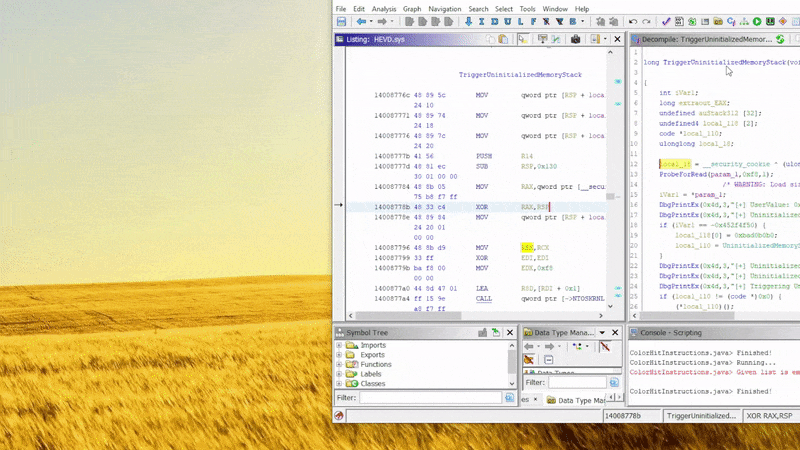 File Edit Analysis Graph Navigation Search Select Tools Window Help
Listing: HEVD.sys
TriggerUninitializedMemoryStack
14008776c 48 89 5c MOV qword ptr [RSP + loca
24 10
140087771 48 89 74 MOV qword ptr [RSP + loca
24 18
140087776 48 89 7c MOV qword ptr [RSP + loca
24 20
14008777b 41 56 PUSH R14
14008777d 48 81 ec SUB RSP,0x130
30 01 00 00
140087784 48 8b 05 MOV RAX,qword ptr [__secu
75 b8 f7 ff
14008778b 48 33 c4 XOR RAX,RSP
14008778e 48 89 84 MOV qword ptr [RSP + loca
24 20 01
00 00
140087796 48 8b d9 MOV RBX,RCX
140087799 33 ff XOR EDI,EDI
14008779b ba f8 00 MOV EDX,0xf8
00 00
1400877a0 44 8d 47 01 LEA R8D,[RDI + 0x1]
1400877a4 ff 15 9e CALL qword ptr [->NTOSKRNL
a8 f7 ff
Decompile: TriggerUninitializedMemor...
1
2 long TriggerUninitializedMemoryStack(voi
3
4 {
5 int iVar1;
6 long extraout_EAX;
7 undefined auStack312 [32];
8 undefined4 local_118 [2];
9 code *local_110;
10 ulonglong local_18;
11
12 local_18 = __security_cookie ^ (ulon
13 ProbeForRead(param_1,0xf8,1);
14 /* WARNING: Load siz
15 iVar1 = *param_1;
16 DbgPrintEx(0x4d,3,"[+] UserValue: 0x
17 DbgPrintEx(0x4d,3,"[+] Uninitialized
18 if (iVar1 == -0x452f4f50) {
19 local_118[0] = 0xbad0b0b0;
20 local_110 = UninitializedMemorySt
21 }
22 DbgPrintEx(0x4d,3,"[+] Uninitialized
23 DbgPrintEx(0x4d,3,"[+] Uninitialized
24 DbgPrintEx(0x4d,3,"[+] Triggering Un
25 if (local_110 != (code *)0x0) {
26 (*local_110)();
Symbol Tree
Imports
Exports
Functions
Labels
Classes
Filter:
Data Type Mana...
Data Types
Filter:
es
Data Type Mana
Console - Scripting
ColorHitInstructions.java> Finished!
ColorHitInstructions.java> Running...
ColorHitInstructions.java> Given list is em
ColorHitInstructions.java> Finished!
14008778b
TriggerUninitialized...
XOR RAX,RSP